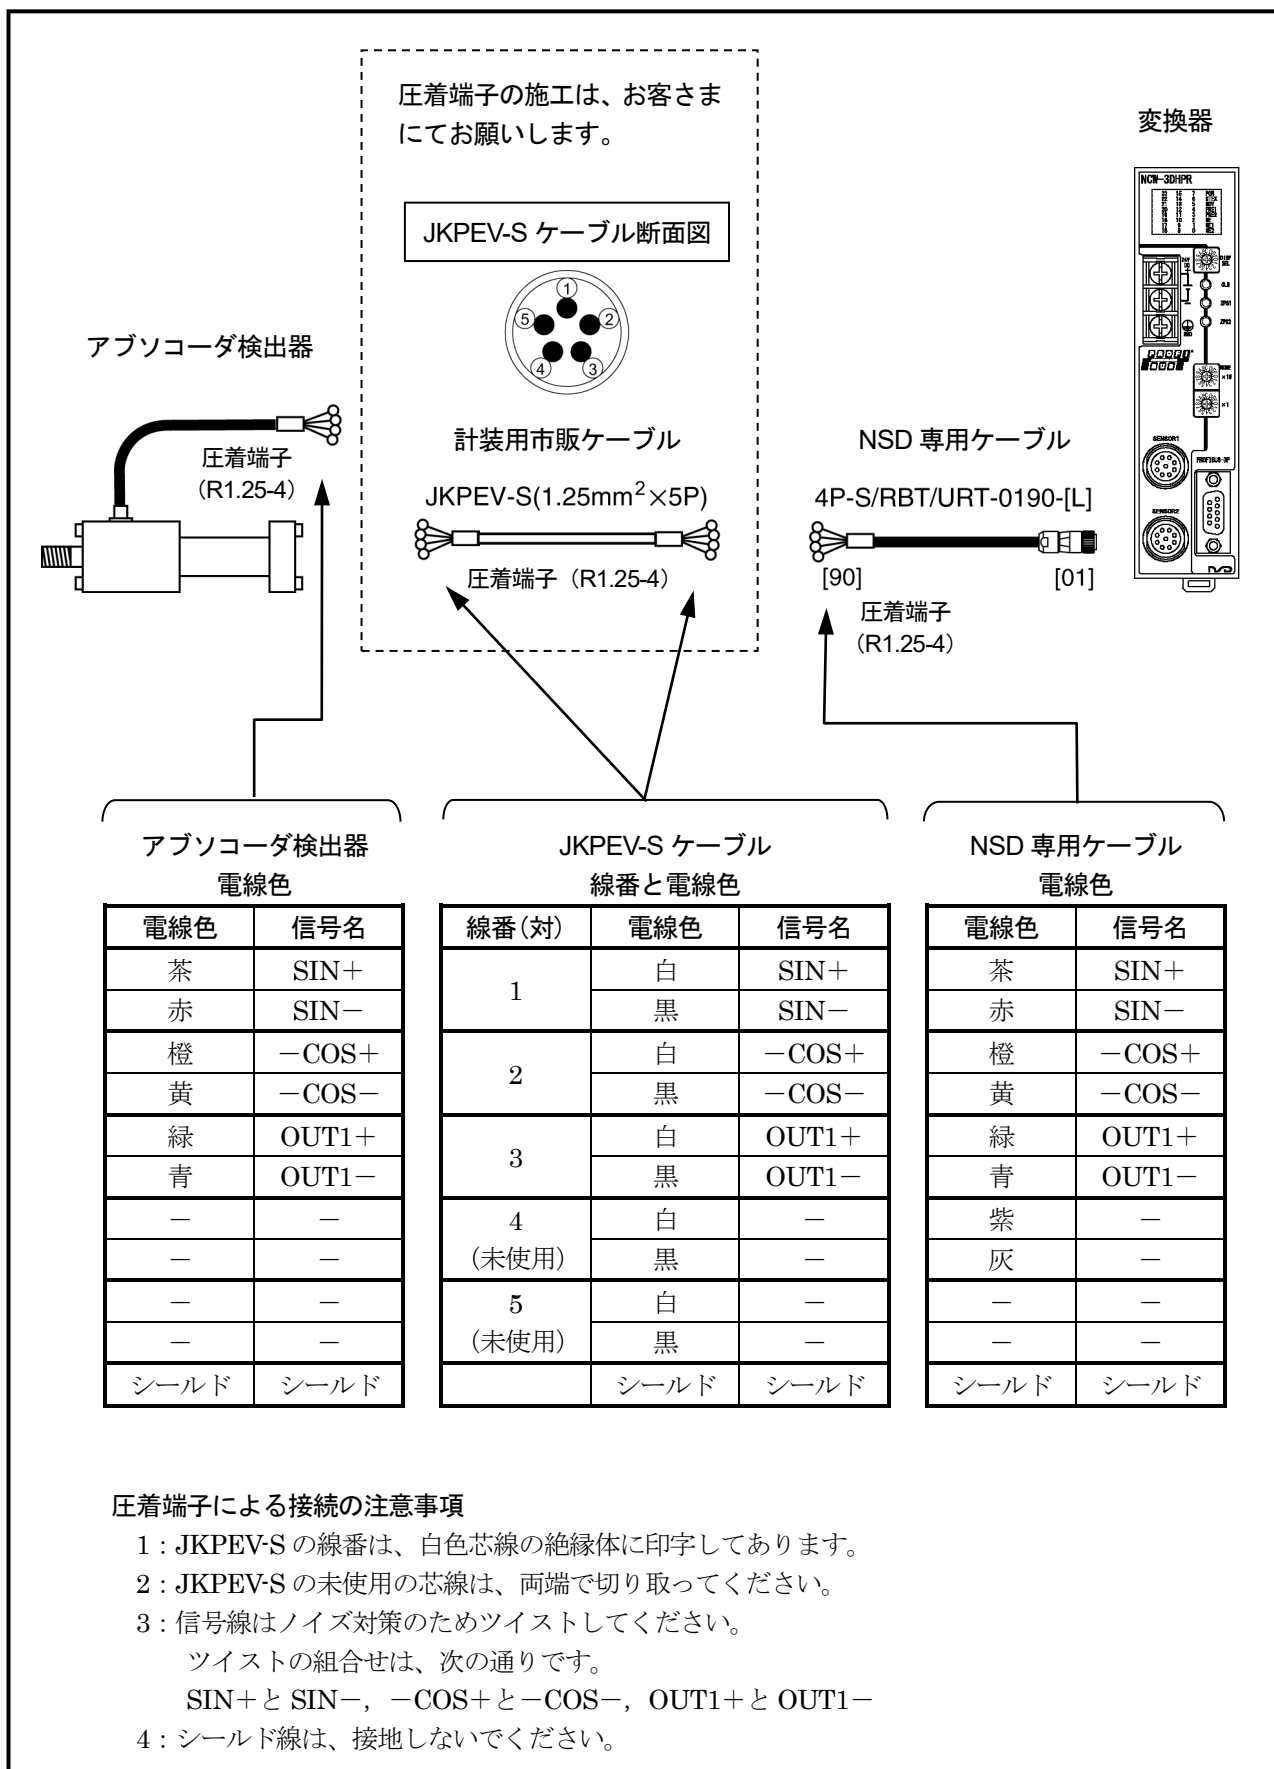 圧着端子の施工は、お客さま
にてお願いします。
変換器
NCW-3DHPR
JKPEV-S ケーブル断面図
1
2
3
4
5
アブソコーダ検出器
圧着端子
（R1.25-4）
計装用市販ケーブル
JKPEV-S(1.25mm²×5P)
圧着端子（R1.25-4）
NSD 専用ケーブル
4P-S/RBT/URT-0190-[L]
[90]
[01]
圧着端子
（R1.25-4）
SENSOR1
PROFIBUS-DP
SENSOR2
アブソコーダ検出器
電線色
電線色 信号名
茶 SIN＋
赤 SIN－
橙 －COS＋
黄 －COS－
緑 OUT1＋
青 OUT1－
－ －
－ －
－ －
－ －
シールド シールド
JKPEV-S ケーブル
線番と電線色
線番（対） 電線色 信号名
1 白 SIN＋
黒 SIN－
2 白 －COS＋
黒 －COS－
3 白 OUT1＋
黒 OUT1－
4 白 －
（未使用） 黒 －
5 白 －
（未使用） 黒 －
シールド シールド
NSD 専用ケーブル
電線色
電線色 信号名
茶 SIN＋
赤 SIN－
橙 －COS＋
黄 －COS－
緑 OUT1＋
青 OUT1－
紫 －
灰 －
－ －
－ －
シールド シールド
圧着端子による接続の注意事項
1：JKPEV-S の線番は、白色芯線の絶縁体に印字してあります。
2：JKPEV-S の未使用の芯線は、両端で切り取ってください。
3：信号線はノイズ対策のためツイストしてください。
ツイストの組合せは、次の通りです。
SIN＋と SIN－，－COS＋と－COS－，OUT1＋と OUT1－
4：シールド線は、接地しないでください。